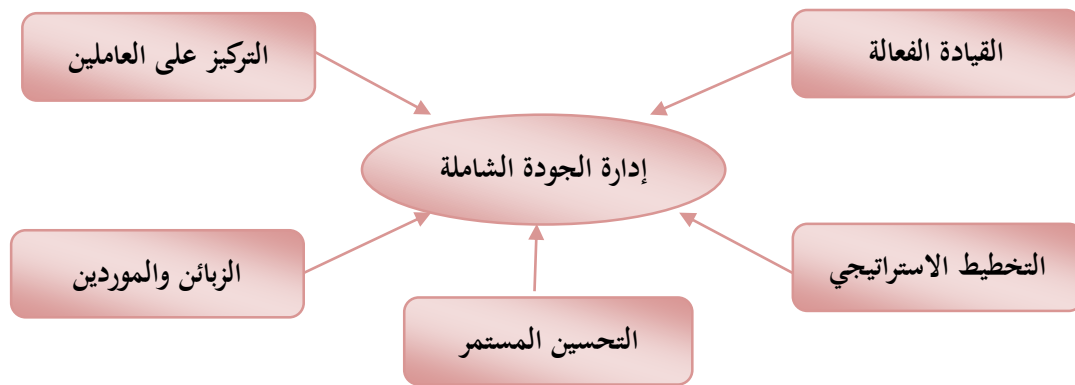 القيادة الفعالة
التركيز على العاملين
إدارة الجودة الشاملة
التخطيط الاستراتيجي
الزبائن والموردين
التحسين المستمر